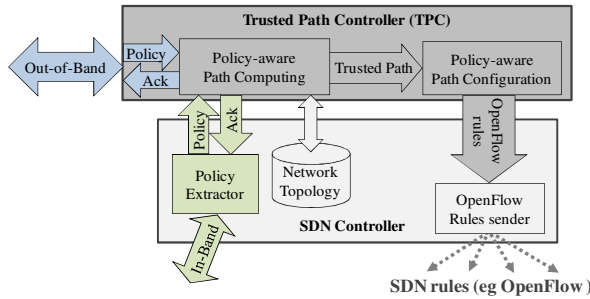 Trusted Path Controller (TPC)
Policy
Out-of-Band
Ack
Policy-aware
Path Computing
Trusted Path
Policy-aware
Path Configuration
Policy
Ack
OpenFlow
rules
Policy
Extractor
Network
Topology
OpenFlow
Rules sender
SDN Controller
In-Band
SDN rules (eg OpenFlow )